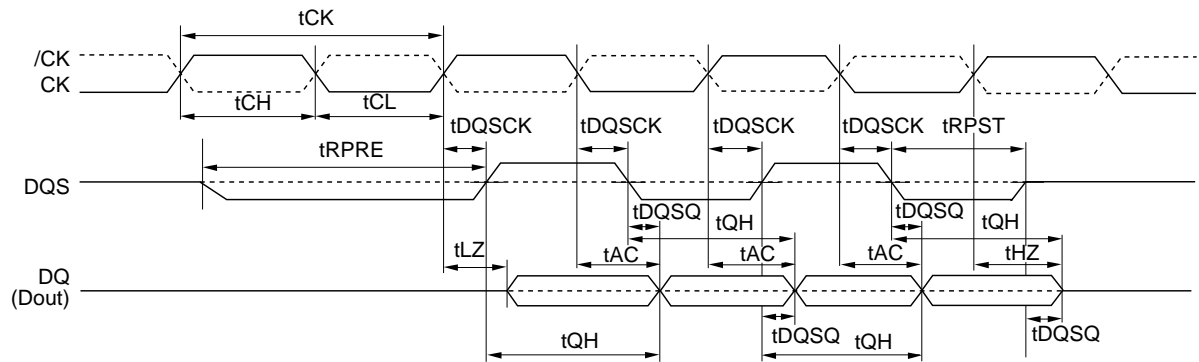 tCK
/CK
CK
tCH tCL
tDQSCK tDQSCK tDQSCK tDQSCK tRPST
tRPRE
DQS
tDQSQ tDQSQ
tQH tQH
tLZ tAC tAC tAC tHZ
DQ
(Dout)
tDQSQ tDQSQ
tQH tQH